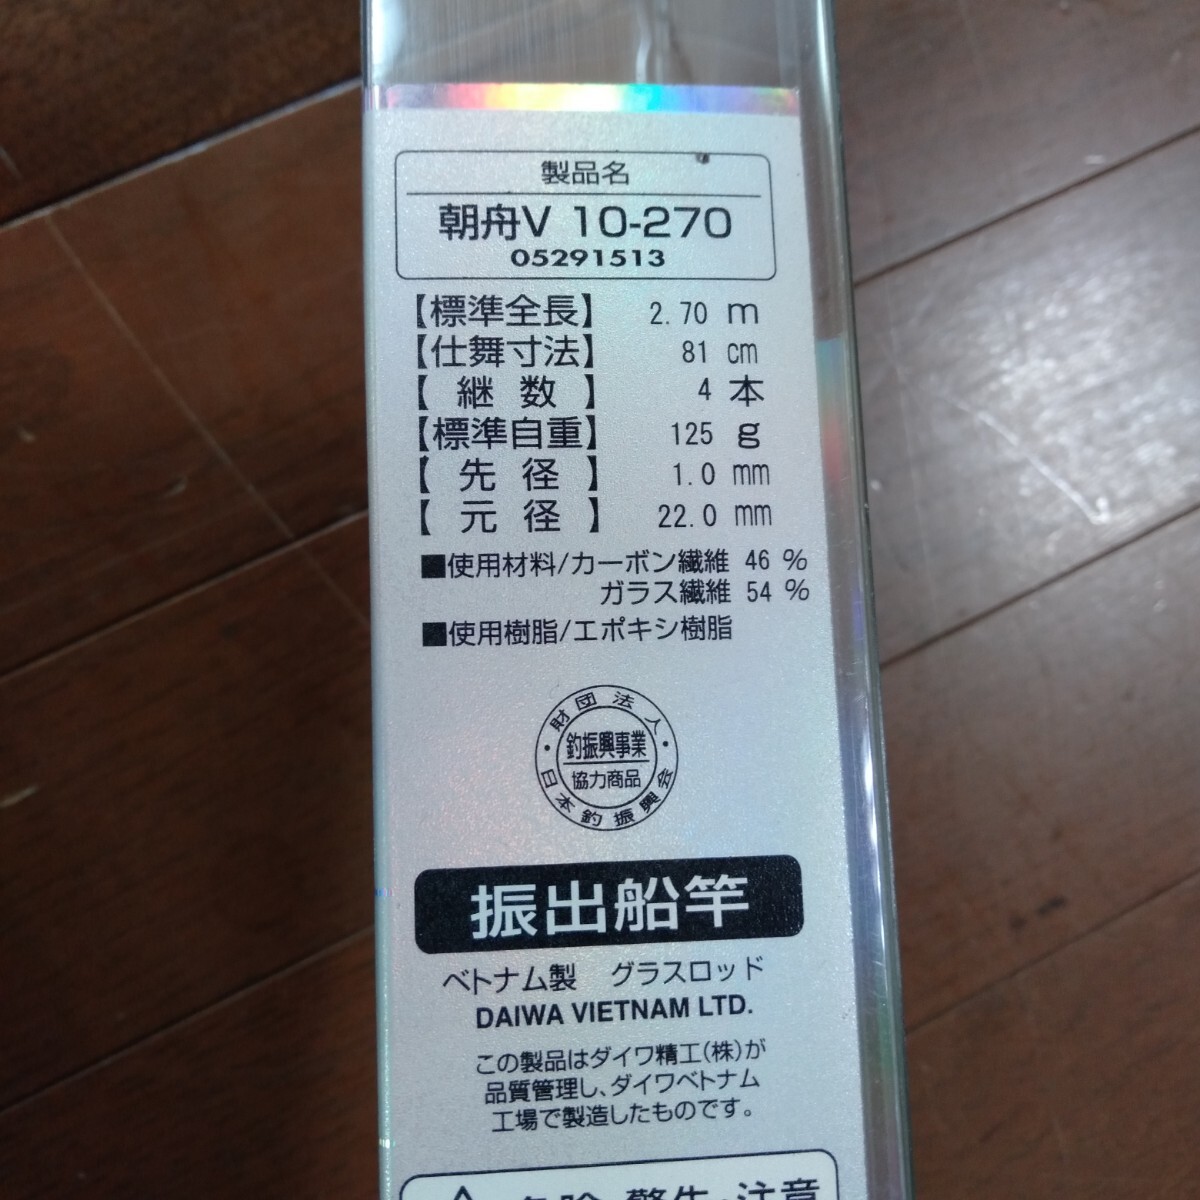 製品名
朝舟V 10-270
05291513
【標準全長】 2.70 m
【仕舞寸法】 81 cm
【 継 数 】 4 本
【標準自重】 125 g
【 先 径 】 1.0 mm
【 元 径 】 22.0 mm
■使用材料/カーボン繊維 46 %
ガラス繊維 54 %
■使用樹脂/エポキシ樹脂
・財団法人・
釣振興事業
協力商品
日本釣振興会
振出船竿
ベトナム製 グラスロッド
DAIWA VIETNAM LTD.
この製品はダイワ精工(株)が
品質管理し、ダイワベトナム
工場で製造したものです。
危険・警告・注意